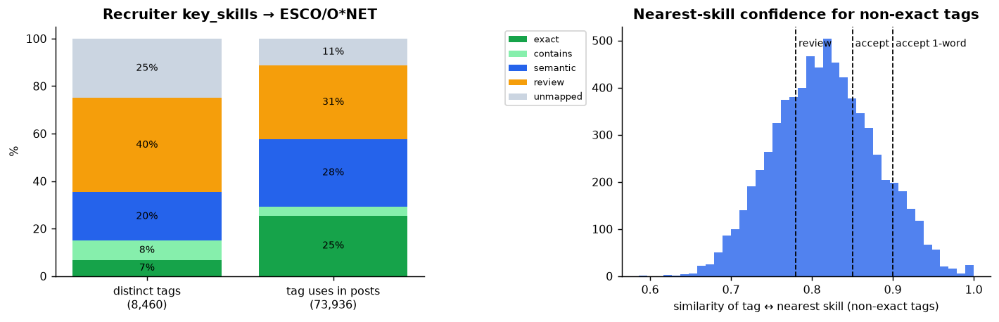 Recruiter key_skills → ESCO/O*NET
100
80
60
40
20
0
%
25%
40%
20%
8%
7%
11%
31%
28%
25%
distinct tags
(8,460)
tag uses in posts
(73,936)
exact
contains
semantic
review
unmapped
Nearest-skill confidence for non-exact tags
500
400
300
200
100
0
review
accept
accept 1-word
0.6
0.7
0.8
0.9
1.0
similarity of tag ↔ nearest skill (non-exact tags)